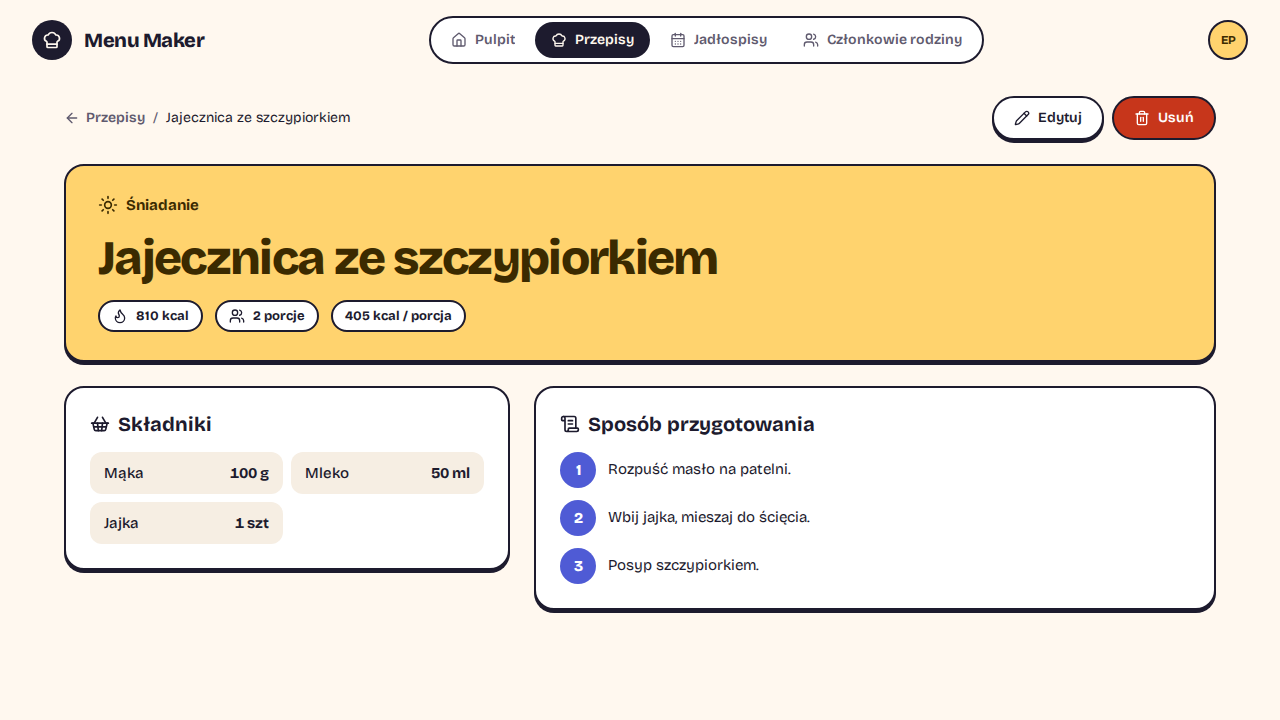 Menu Maker
Pulpit
Przepisy
Jadłospisy
Członkowie rodziny
EP
Przepisy / Jajecznica ze szczypiorkiem
Edytuj
Usuń
Śniadanie
Jajecznica ze szczypiorkiem
810 kcal
2 porcje
405 kcal / porcja
Składniki
Mąka 100 g
Mleko 50 ml
Jajka 1 szt
Sposób przygotowania
1 Rozpuść masło na patelni.
2 Wbij jajka, mieszaj do ścięcia.
3 Posyp szczypiorkiem.